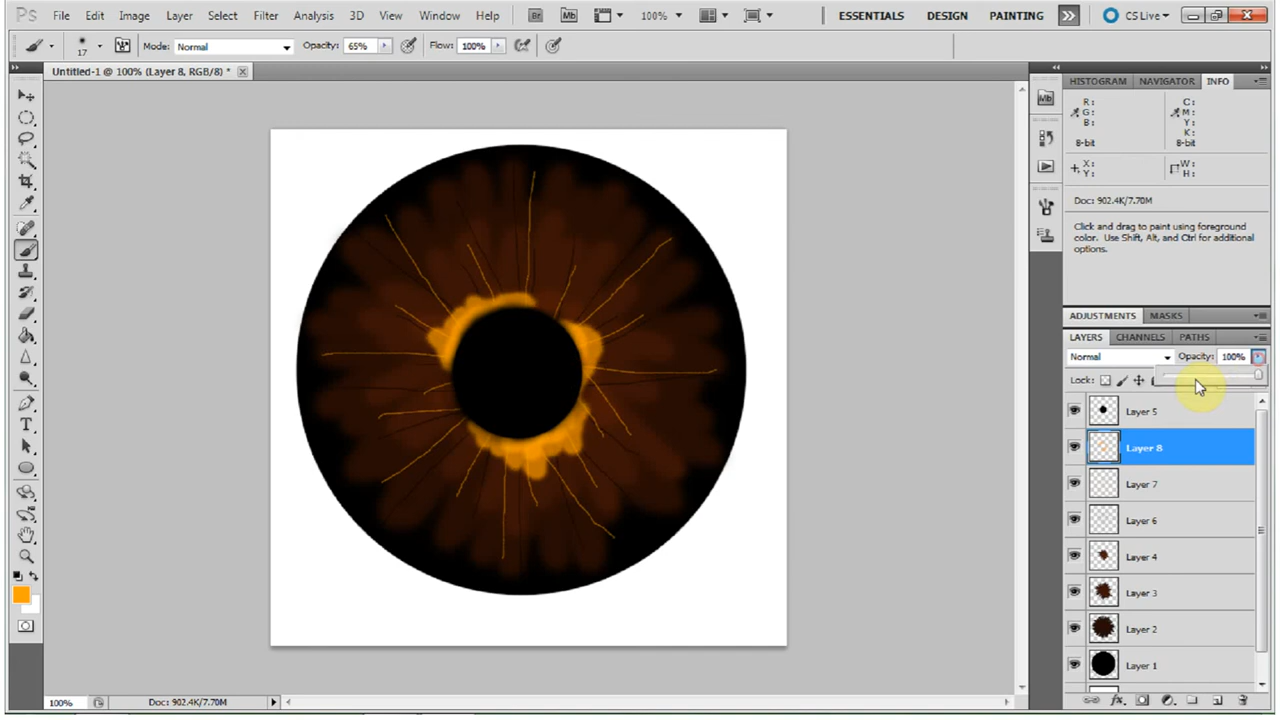 Ps File Edit Image Layer Select Filter Analysis 3D View Window Help Br Mb 100% ESSENTIALS DESIGN PAINTING CS Live
17 Mode: Normal Opacity: 65% Flow: 100%
Untitled-1 @ 100% (Layer 8, RGB/8) *
HISTOGRAM NAVIGATOR INFO
Mb
R: C:
G: M:
B: Y:
K:
8-bit 8-bit
X: W:
Y: H:
Doc: 902.4K/7.70M
Click and drag to paint using foreground
color. Use Shift, Alt, and Ctrl for additional
options.
ADJUSTMENTS MASKS
LAYERS CHANNELS PATHS
Normal Opacity: 100%
Lock:
Layer 5
Layer 8
Layer 7
Layer 6
Layer 4
Layer 3
Layer 2
Layer 1
T
fx
100% Doc: 902.4K/7.70M